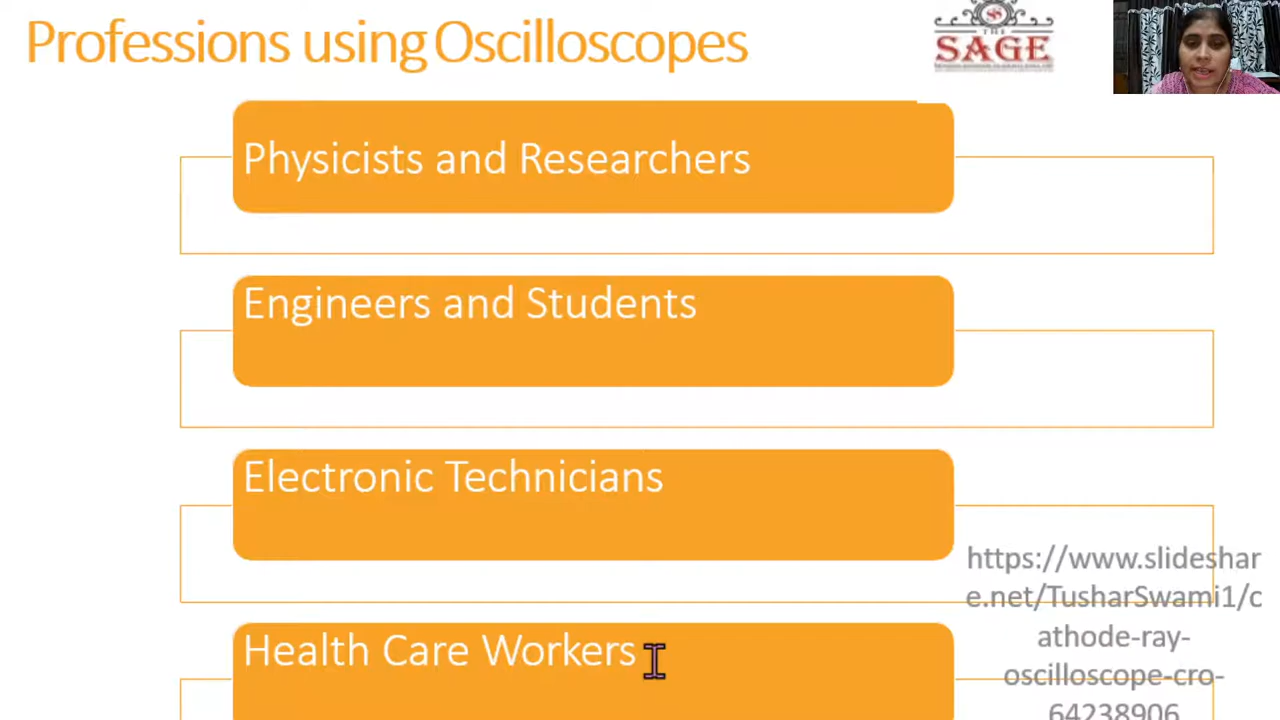 Professions using Oscilloscopes
THE
SAGE
Physicists and Researchers
Engineers and Students
Electronic Technicians
https://www.slideshar
e.net/TusharSwami1/c
athode-ray-
oscilloscope-cro-
64238906
Health Care Workers